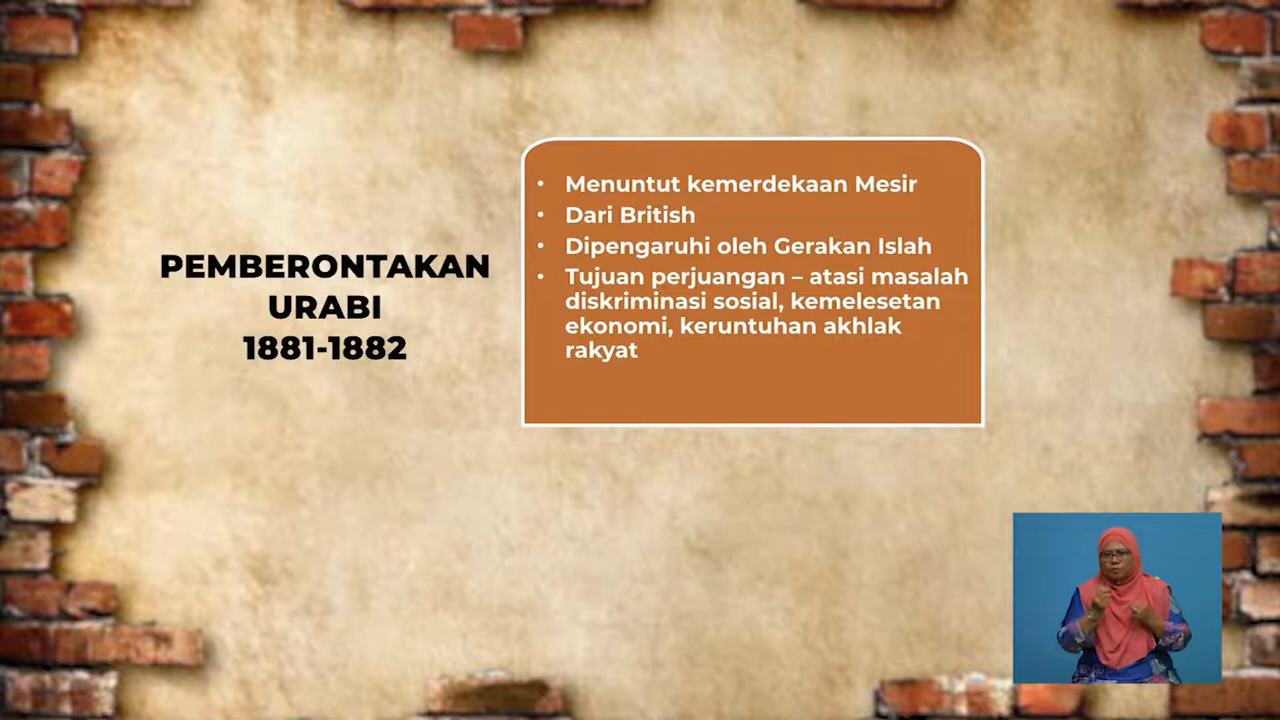 PEMBERONTAKAN
URABI
1881-1882
• Menuntut kemerdekaan Mesir
• Dari British
• Dipengaruhi oleh Gerakan Islah
• Tujuan perjuangan – atasi masalah
diskriminasi sosial, kemelesetan
ekonomi, keruntuhan akhlak
rakyat